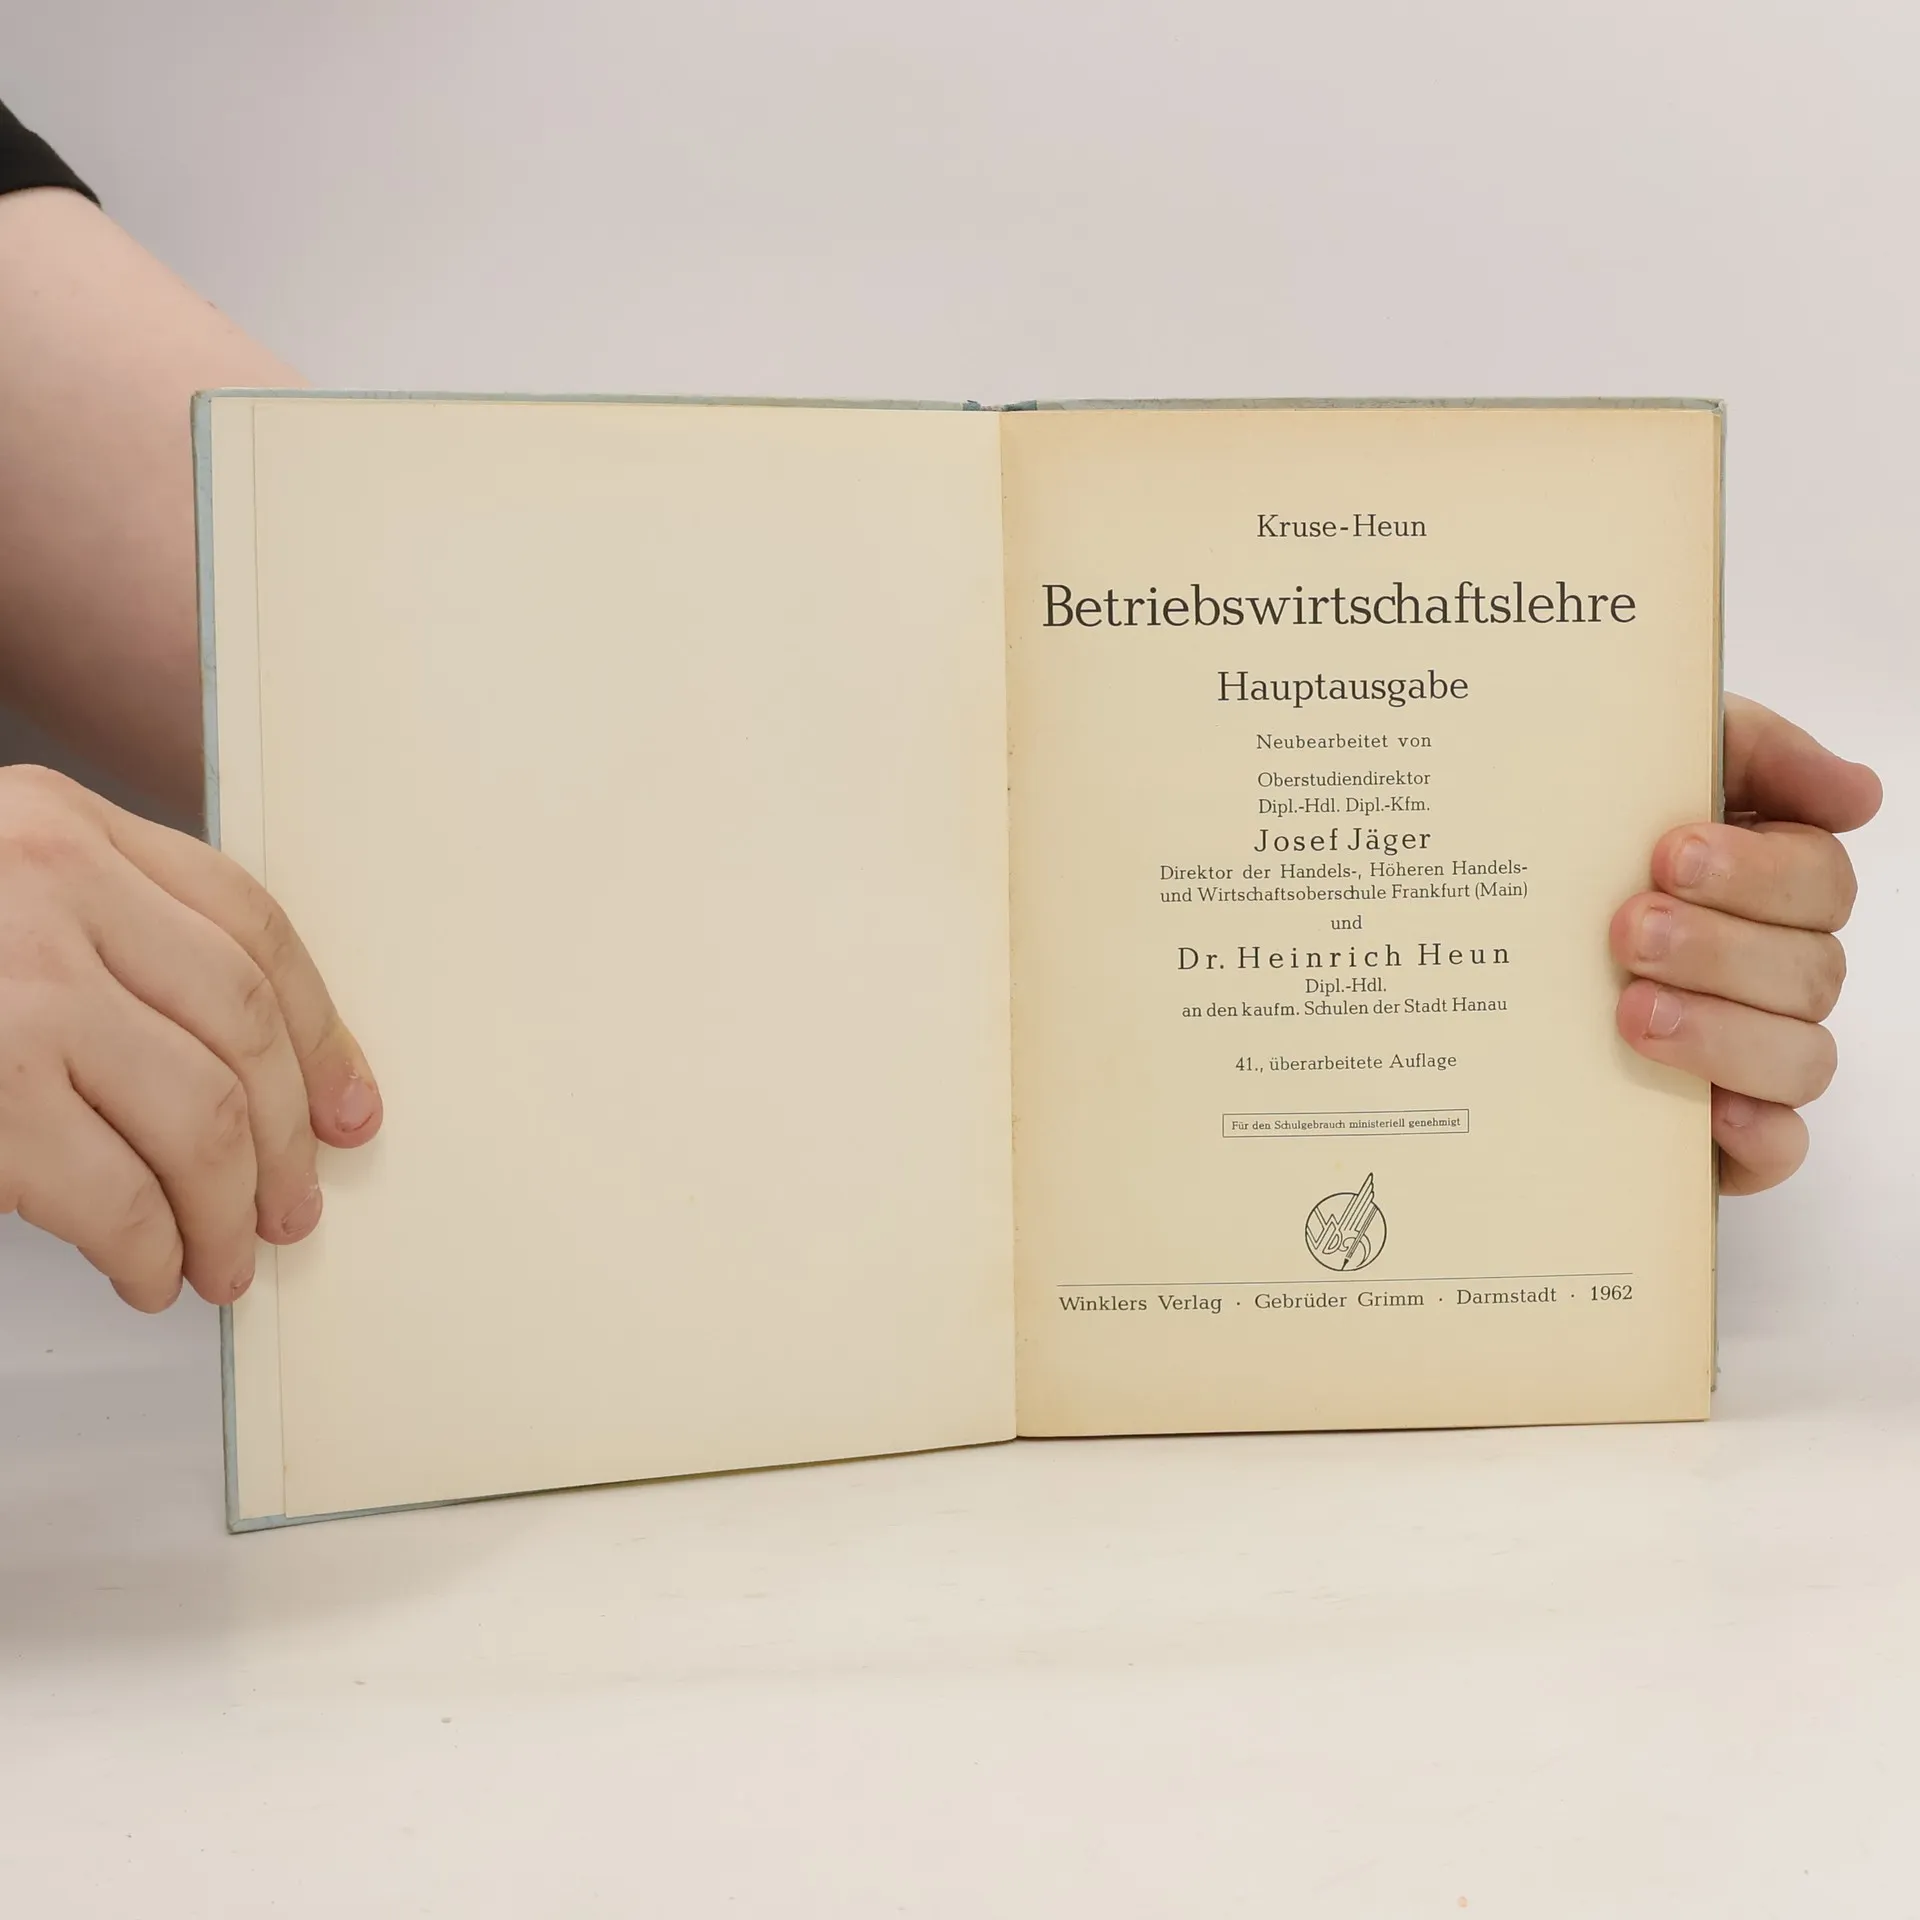 Kruse-Heun
Betriebswirtschaftslehre
Hauptausgabe
Neubearbeitet von
Oberstudiendirektor
Dipl.-Hdl. Dipl.-Kfm.
Josef Jäger
Direktor der Handels-, Höheren Handels-
und Wirtschaftsoberschule Frankfurt (Main)
und
Dr. Heinrich Heun
Dipl.-Hdl.
an den kaufm. Schulen der Stadt Hanau
41., überarbeitete Auflage
Für den Schulgebrauch ministeriell genehmigt
Winklers Verlag · Gebrüder Grimm · Darmstadt · 1962